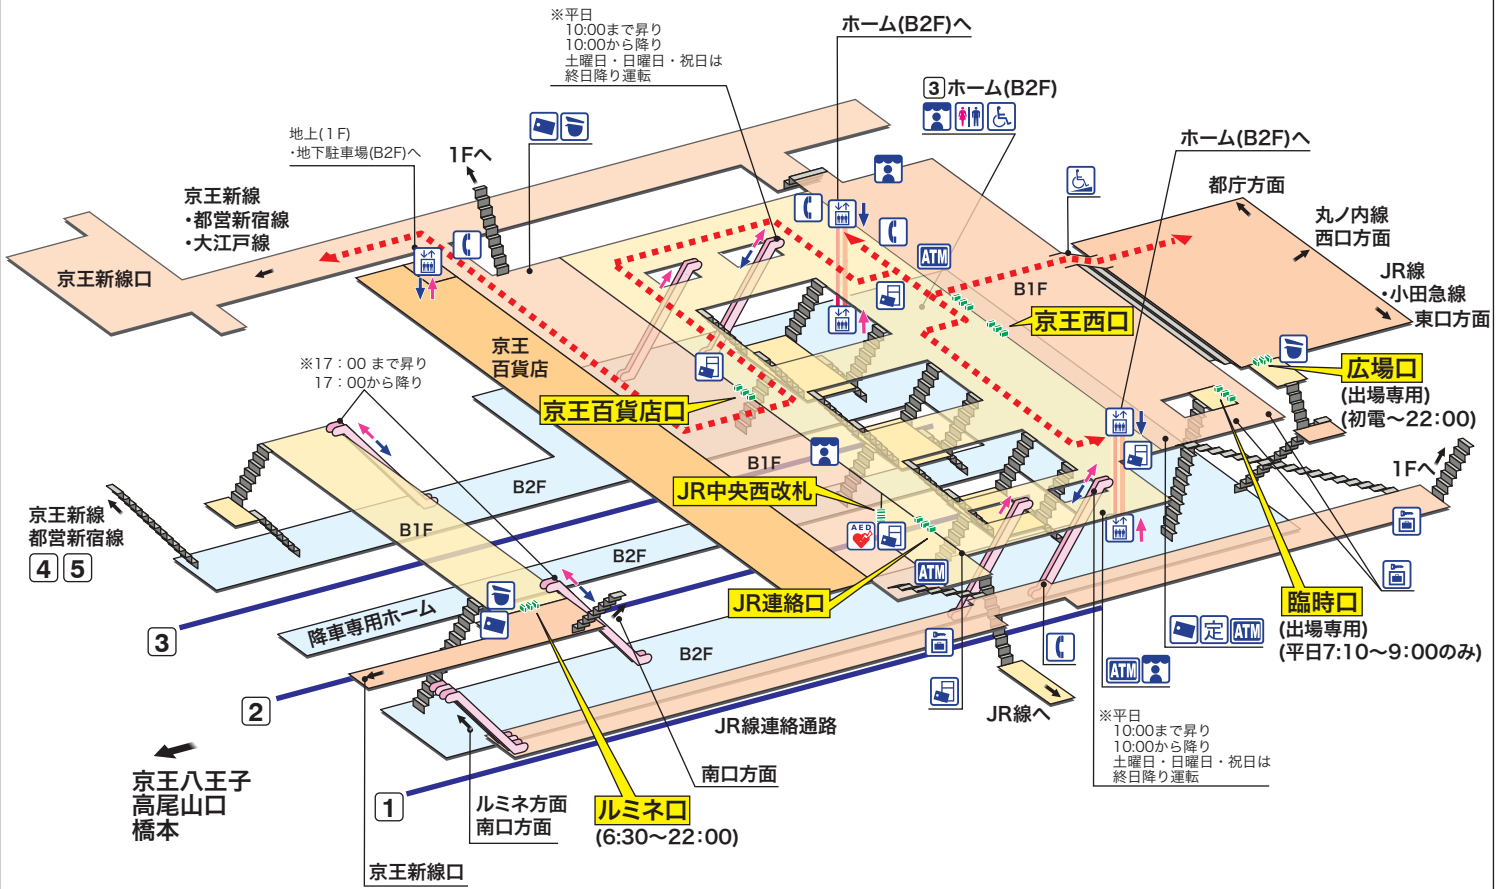 ※平日
10:00まで昇り
10:00から降り
土曜日・日曜日・祝日は
終日降り運転
ホーム(B2F)へ
3 ホーム(B2F)
ホーム(B2F)へ
地上(1F)
・地下駐車場(B2F)へ
1Fへ
京王新線
・都営新宿線
・大江戸線
京王新線口
都庁方面
丸ノ内線
西口方面
JR線
・小田急線
東口方面
ATM
B1F
京王西口
京王
百貨店
※17:00 まで昇り
17:00から降り
京王百貨店口
広場口
(出場専用)
(初電～22:00)
1Fへ
B1F
JR中央西改札
B2F
京王新線
都営新宿線
4 5
B1F
AED
B2F
ATM
JR連絡口
臨時口
(出場専用)
(平日7:10～9:00のみ)
定
ATM
3
降車専用ホーム
B2F
ATM
2
JR線へ
JR線連絡通路
※平日
10:00まで昇り
10:00から降り
土曜日・日曜日・祝日は
終日降り運転
京王八王子
高尾山口
橋本
1
南口方面
ルミネ方面
南口方面
ルミネ口
(6:30～22:00)
京王新線口